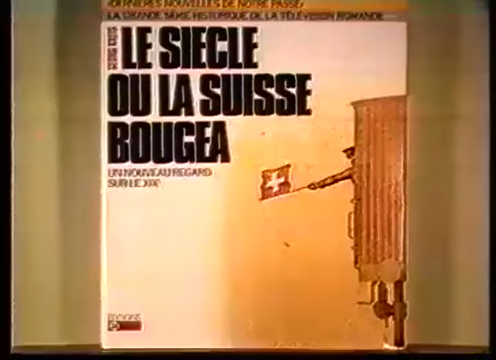 «DERNIÈRES NOUVELLES DE NOTRE PASSÉ»
LA GRANDE SÉRIE HISTORIQUE DE LA TÉLÉVISION ROMANDE
LE SIECLE
OU LA SUISSE
BOUGEA
UN NOUVEAU REGARD
SUR LE XIXe
EDITIONS